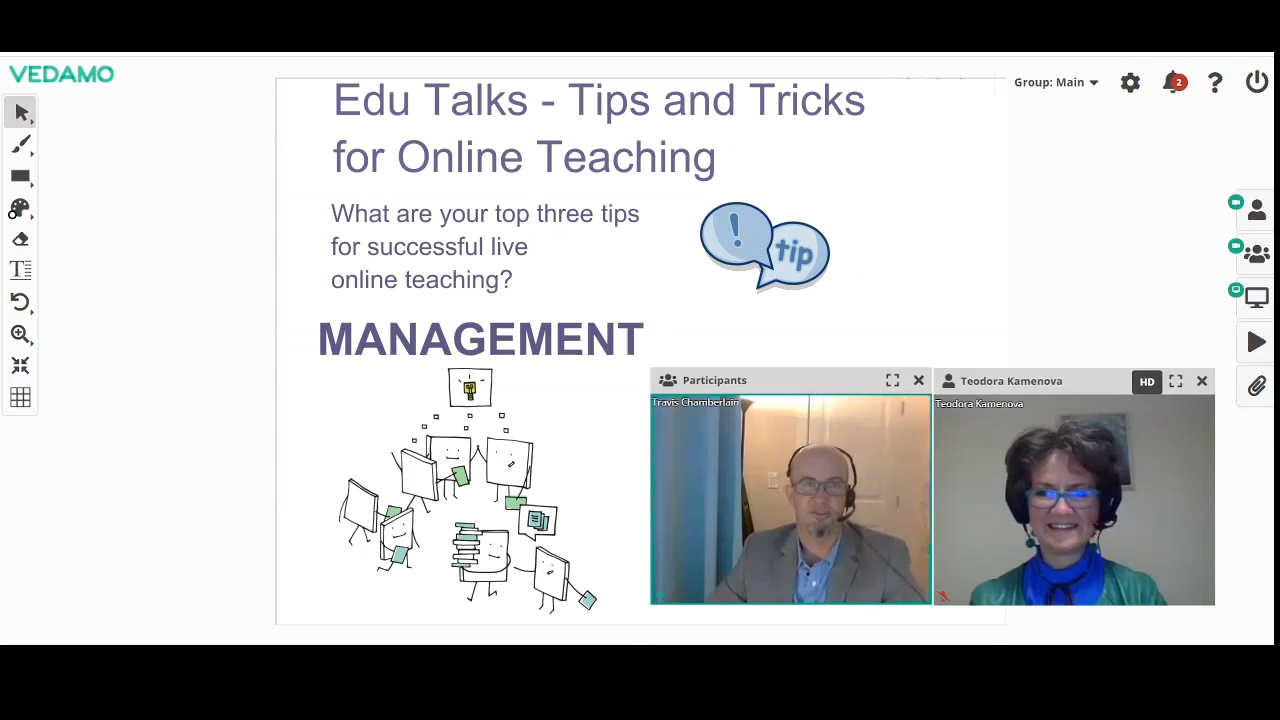 VEDAMO
Group: Main
2
?
Edu Talks - Tips and Tricks
for Online Teaching
What are your top three tips
for successful live
online teaching?
!
tip
MANAGEMENT
T
Participants
Travis Chamberlain
Teodora Kamenova
HD
Teodora Kamenova